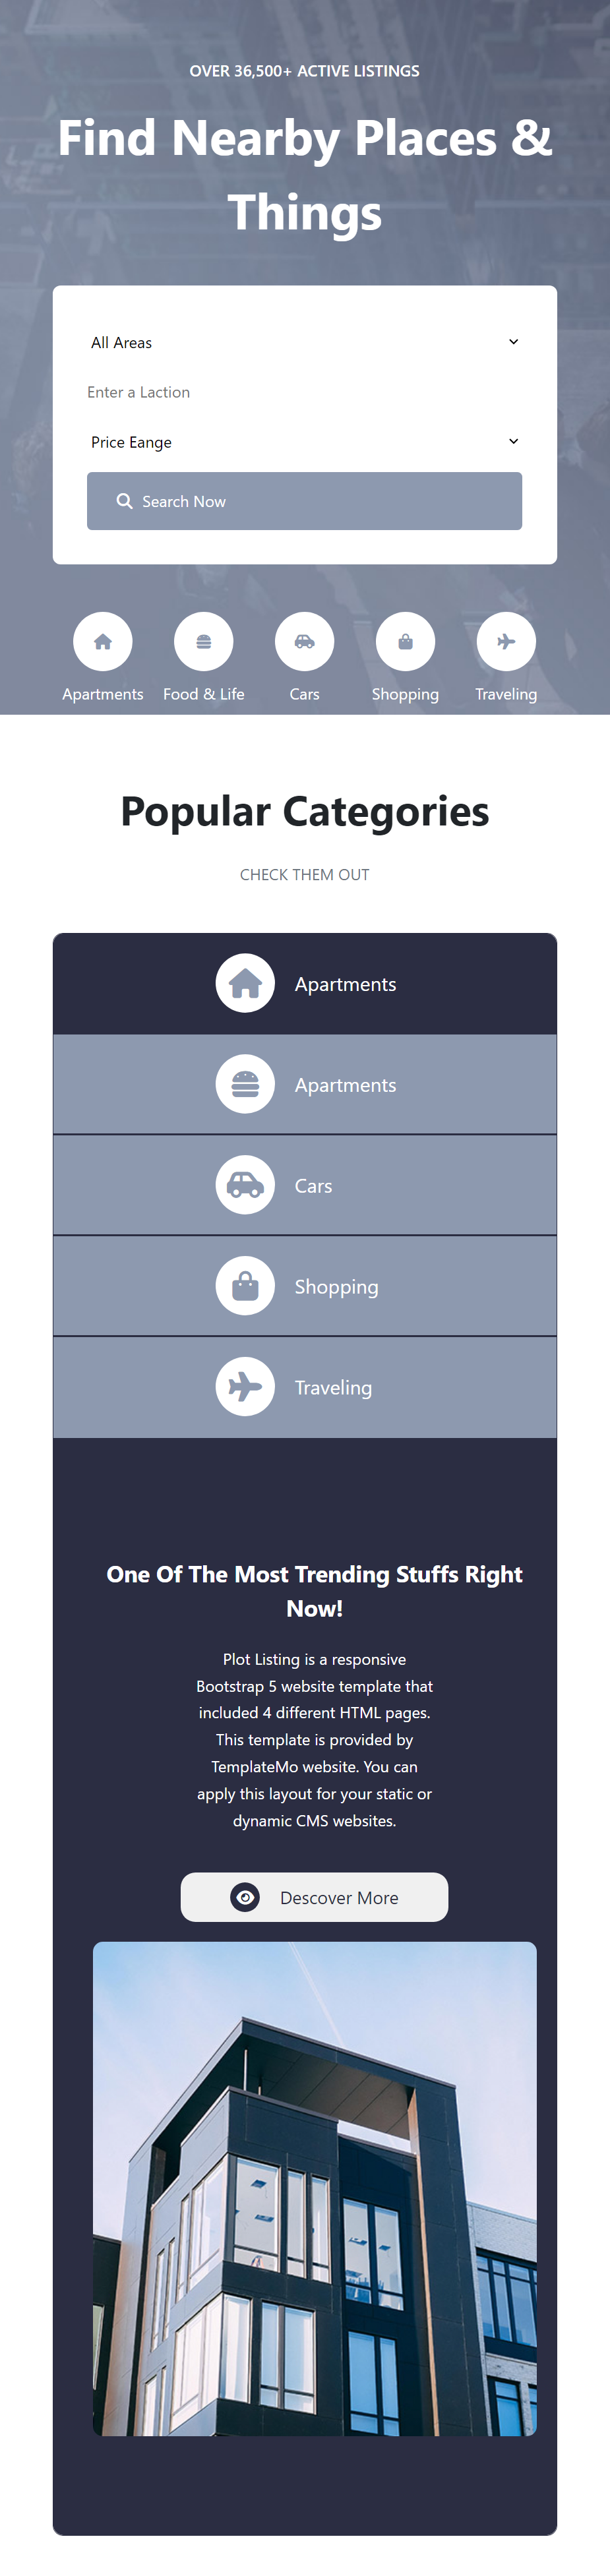 OVER 36,500+ ACTIVE LISTINGS
Find Nearby Places &
Things
All Areas
Enter a Laction
Price Eange
Search Now
Apartments
Food & Life
Cars
Shopping
Traveling
Popular Categories
CHECK THEM OUT
Apartments
Apartments
Cars
Shopping
Traveling
One Of The Most Trending Stuffs Right
Now!
Plot Listing is a responsive
Bootstrap 5 website template that
included 4 different HTML pages.
This template is provided by
TemplateMo website. You can
apply this layout for your static or
dynamic CMS websites.
Descover More